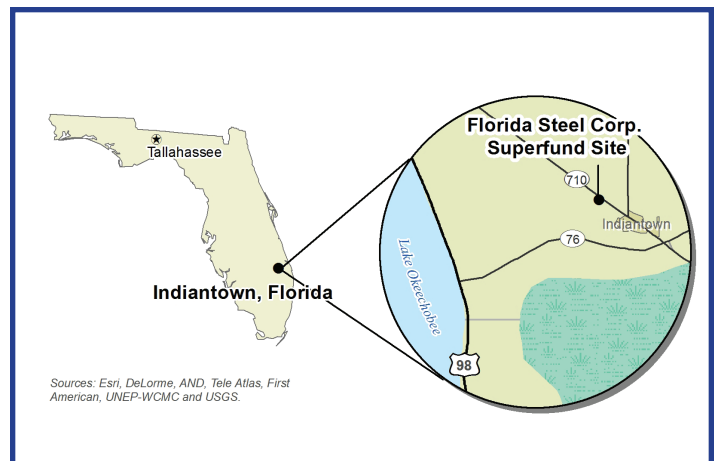 Florida Steel Corp.
Superfund Site
Tallahassee
710
Indiantown
76
Lake Okeechobee
Indiantown, Florida
98
Sources: Esri, DeLorme, AND, Tele Atlas, First
American, UNEP-WCMC and USGS.